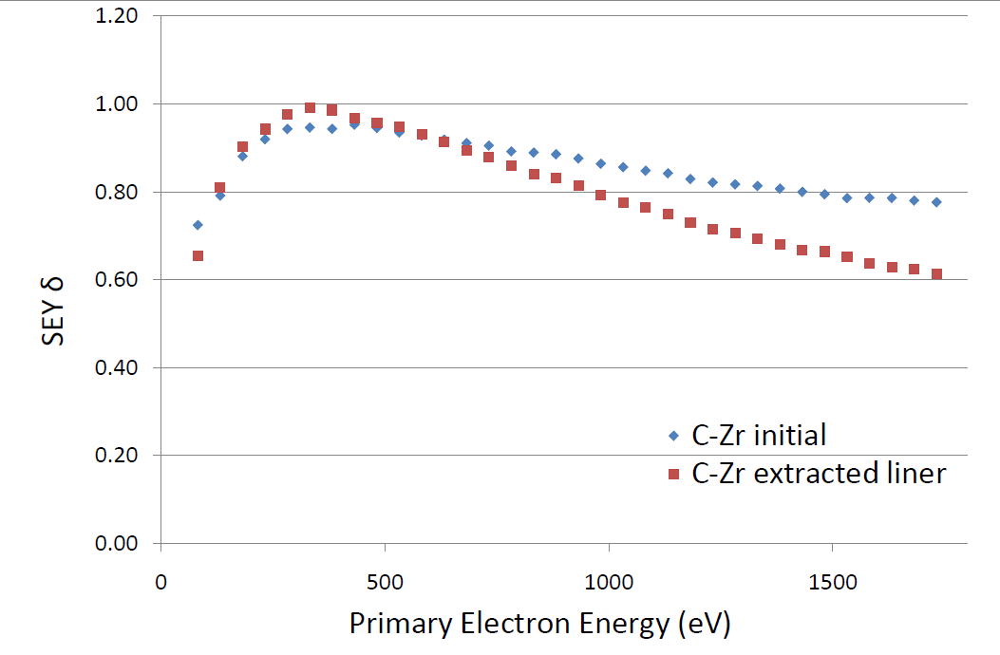 1.20
1.00
0.80
0.60
0.40
0.20
0.00
SEY δ
C-Zr initial
C-Zr extracted liner
0
500
1000
1500
Primary Electron Energy (eV)